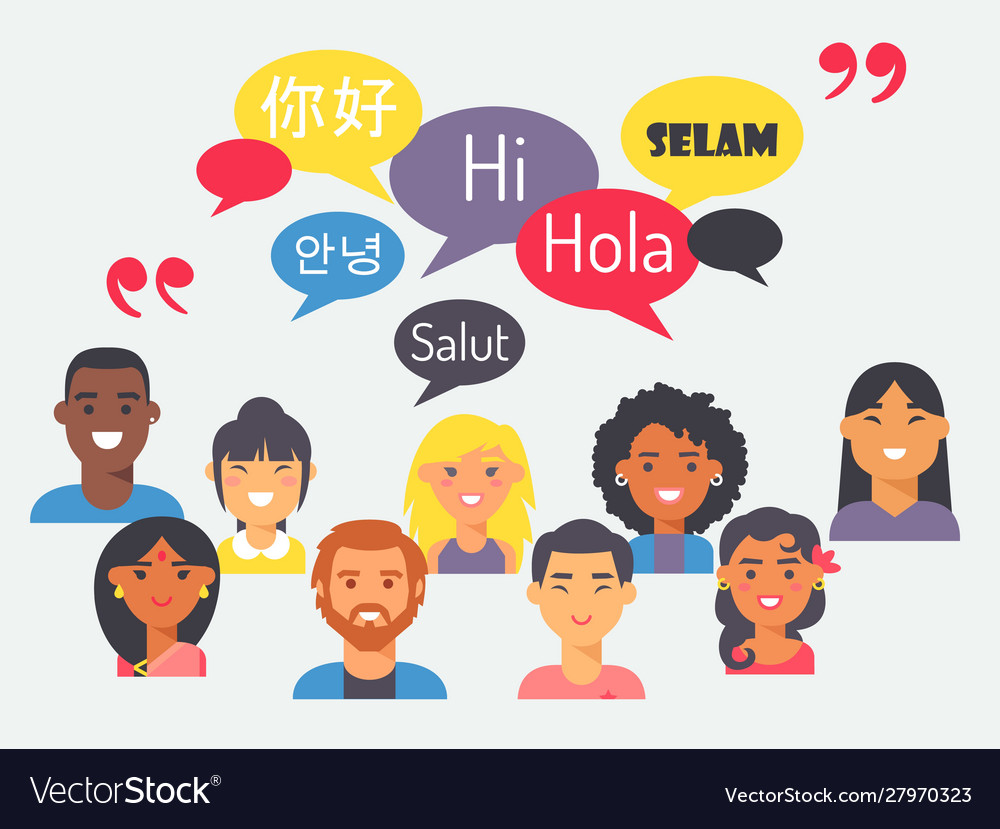 你好
Hi
SELAM
안녕
Hola
Salut
VectorStock®
VectorStock.com/27970323